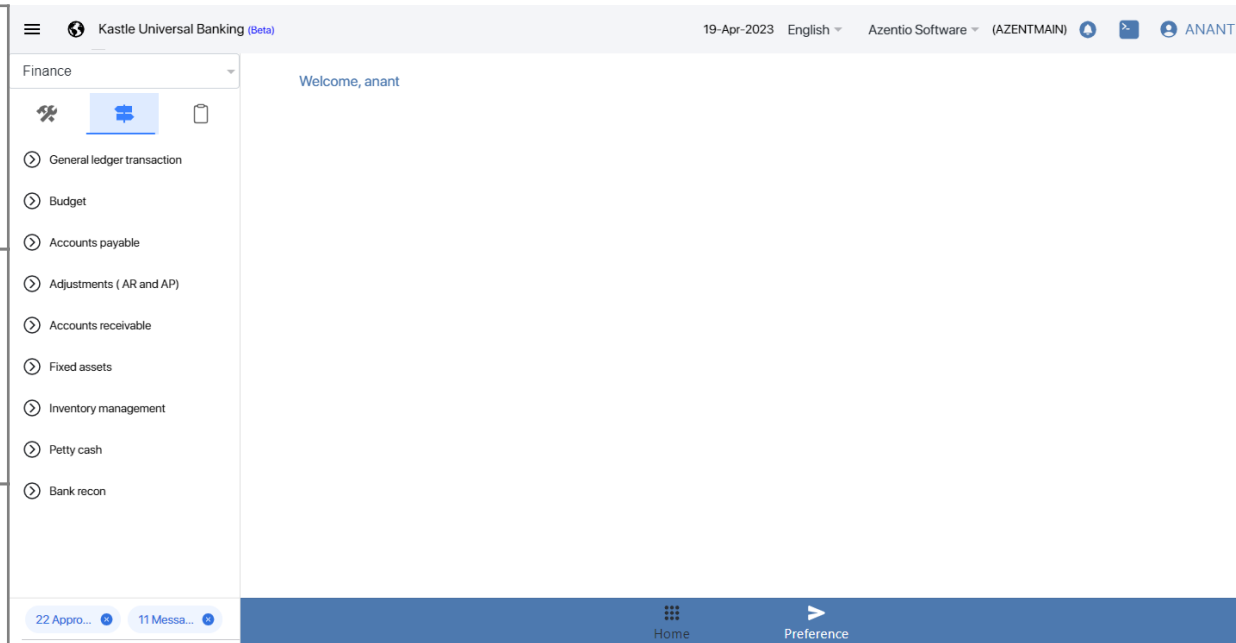 Kastle Universal Banking (Beta) 19-Apr-2023 English Azentio Software (AZENTMAIN) ANANT
Finance
Welcome, anant
General ledger transaction
Budget
Accounts payable
Adjustments ( AR and AP)
Accounts receivable
Fixed assets
Inventory management
Petty cash
Bank recon
22 Appro... 11 Messa...
Home Preference